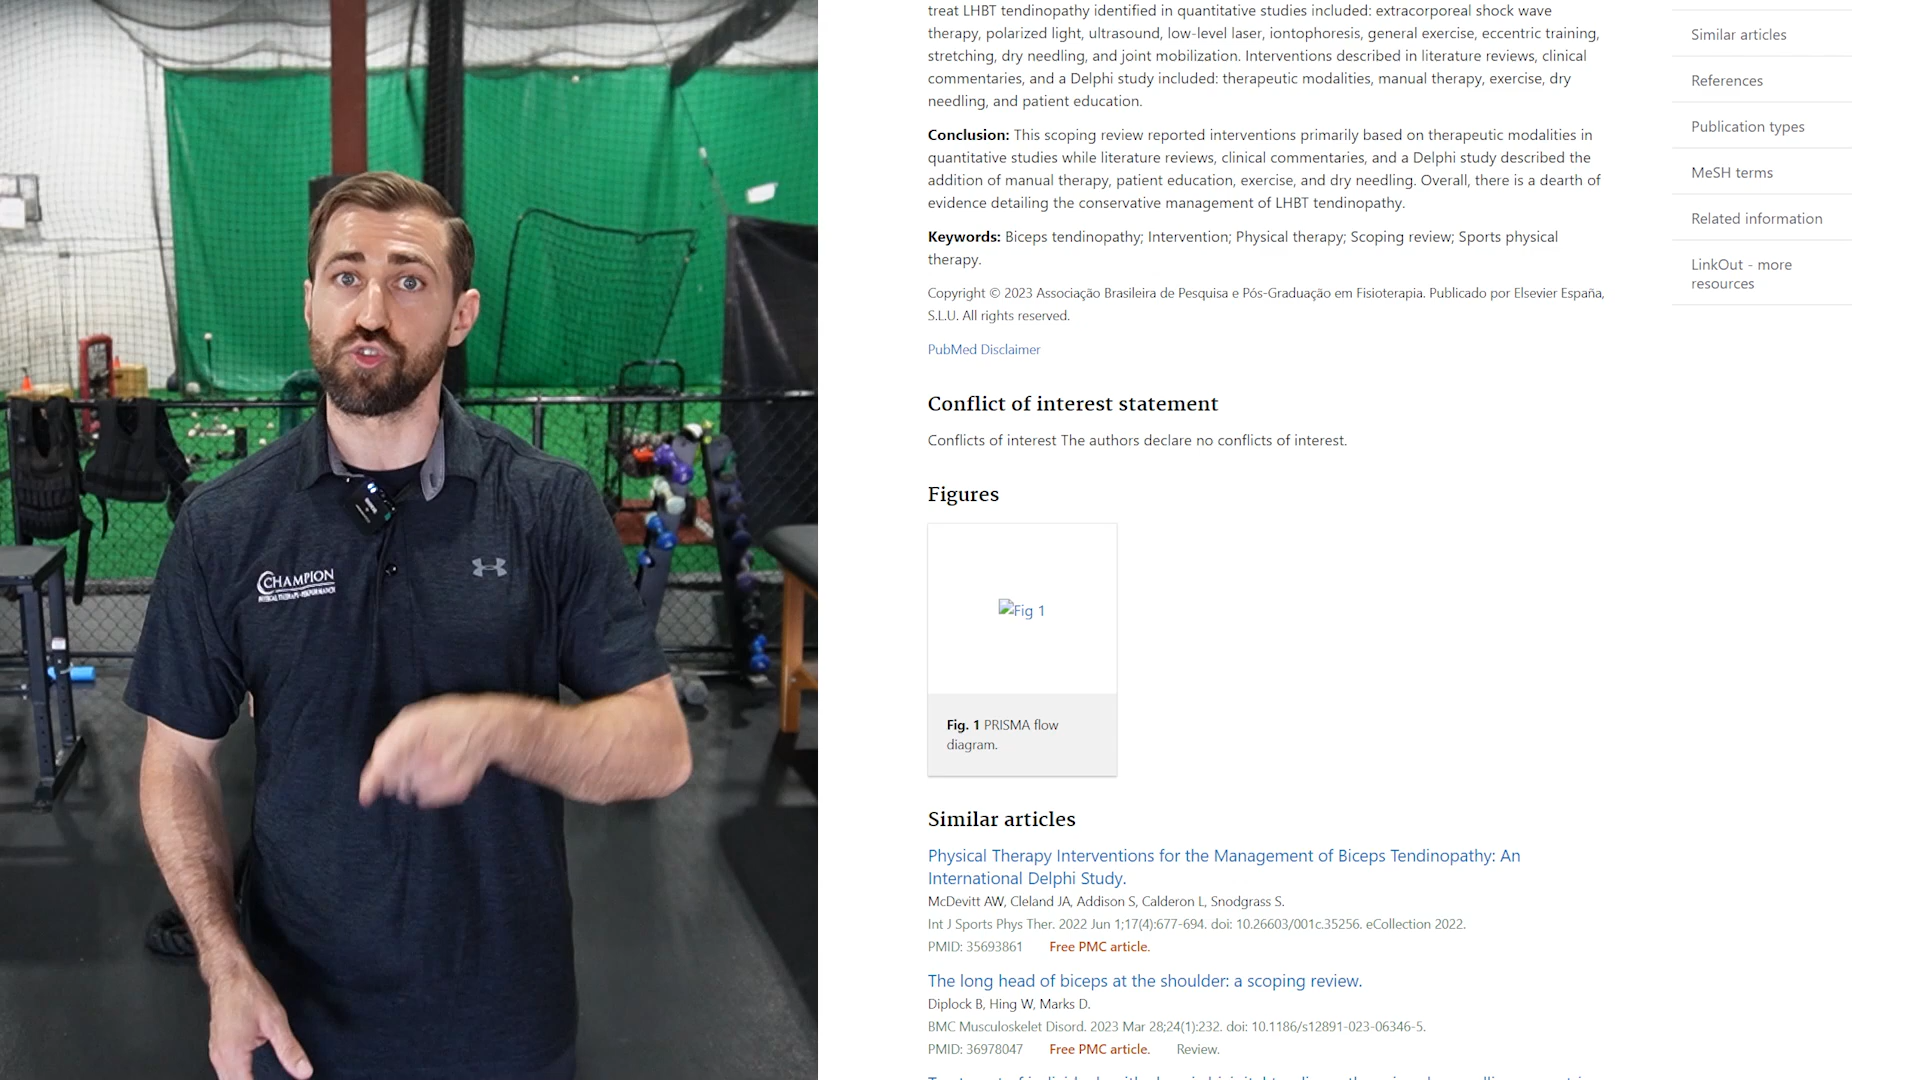 CHAMPION
PHYSICAL THERAPY + PERFORMANCE
treat LHBT tendinopathy identified in quantitative studies included: extracorporeal shock wave
therapy, polarized light, ultrasound, low-level laser, iontophoresis, general exercise, eccentric training,
stretching, dry needling, and joint mobilization. Interventions described in literature reviews, clinical
commentaries, and a Delphi study included: therapeutic modalities, manual therapy, exercise, dry
needling, and patient education.
Conclusion: This scoping review reported interventions primarily based on therapeutic modalities in
quantitative studies while literature reviews, clinical commentaries, and a Delphi study described the
addition of manual therapy, patient education, exercise, and dry needling. Overall, there is a dearth of
evidence detailing the conservative management of LHBT tendinopathy.
Keywords: Biceps tendinopathy; Intervention; Physical therapy; Scoping review; Sports physical
therapy.
Copyright © 2023 Associação Brasileira de Pesquisa e Pós-Graduação em Fisioterapia. Publicado por Elsevier España,
S.L.U. All rights reserved.
PubMed Disclaimer
Conflict of interest statement
Conflicts of interest The authors declare no conflicts of interest.
Figures
Fig 1
Fig. 1 PRISMA flow
diagram.
Similar articles
Physical Therapy Interventions for the Management of Biceps Tendinopathy: An
International Delphi Study.
McDevitt AW, Cleland JA, Addison S, Calderon L, Snodgrass S.
Int J Sports Phys Ther. 2022 Jun 1;17(4):677-694. doi: 10.26603/001c.35256. eCollection 2022.
PMID: 35693861 Free PMC article.
The long head of biceps at the shoulder: a scoping review.
Diplock B, Hing W, Marks D.
BMC Musculoskelet Disord. 2023 Mar 28;24(1):232. doi: 10.1186/s12891-023-06346-5.
PMID: 36978047 Free PMC article. Review.
Similar articles
References
Publication types
MeSH terms
Related information
LinkOut - more
resources